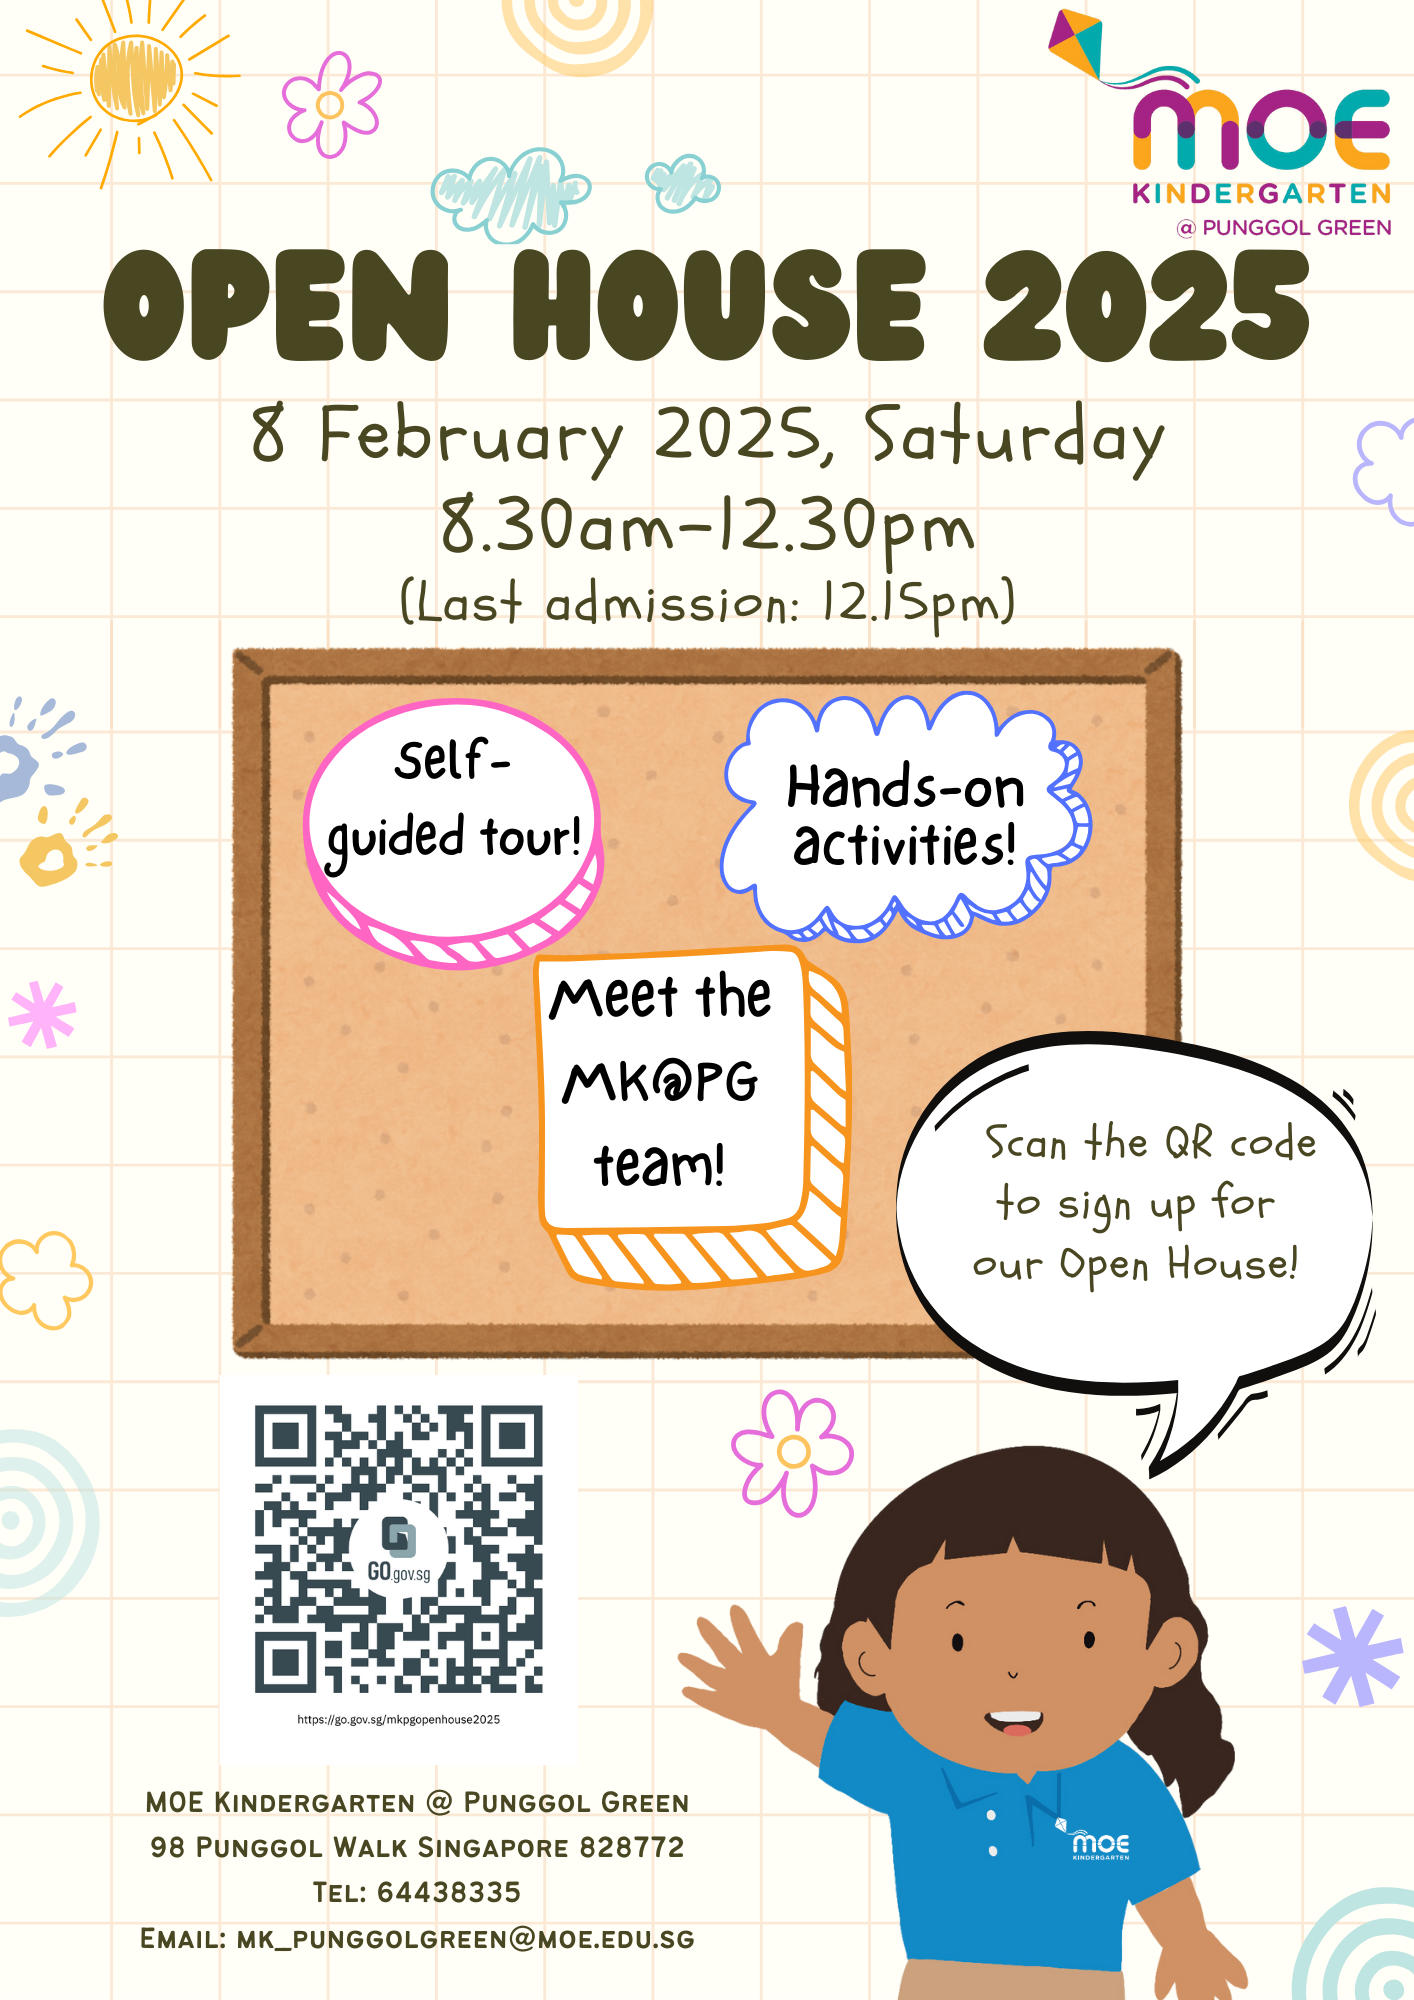 moe
KINDERGARTEN
@ PUNGGOL GREEN
OPEN HOUSE 2025
8 February 2025, Saturday
8.30am-12.30pm
(Last admission: 12.15pm)
Self-
guided tour!
Hands-on
activities!
Meet the
MK@PG
team!
Scan the QR code
to sign up for
our Open House!
GO.gov.sg
https://go.gov.sg/mkpgopenhouse2025
MOE Kindergarten @ Punggol Green
98 Punggol Walk Singapore 828772
Tel: 64438335
Email: mk_punggolgreen@moe.edu.sg
moe
KINDERGARTEN